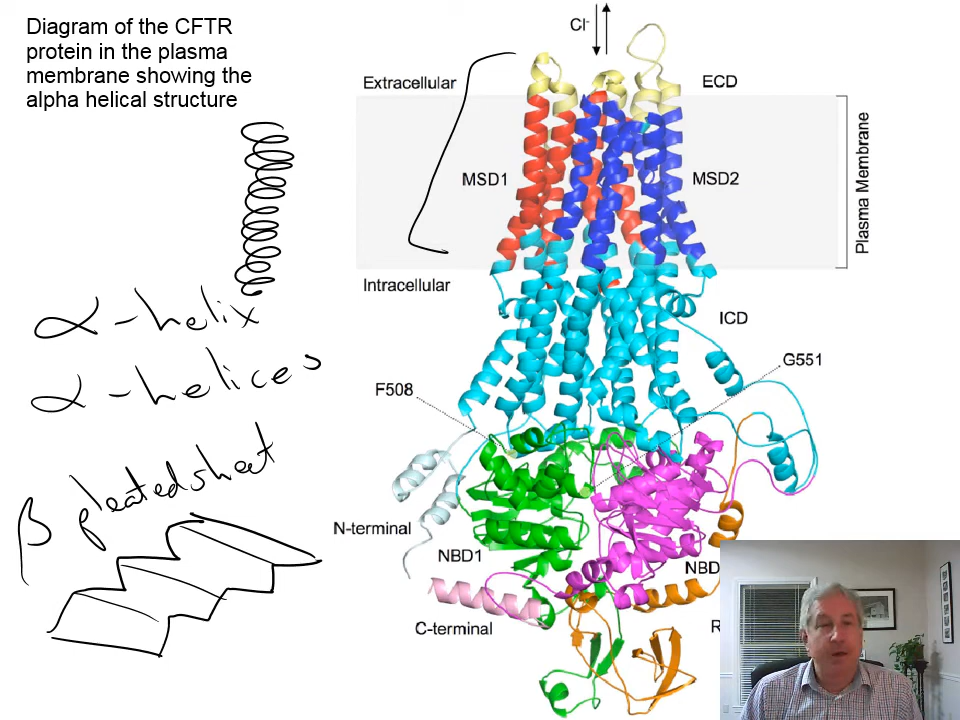 Diagram of the CFTR
protein in the plasma
membrane showing the
alpha helical structure
Cl-
Extracellular
ECD
MSD1
MSD2
Plasma Membrane
Intracellular
ICD
G551
F508
N-terminal
NBD1
NBD
C-terminal
R
α-helix
α-helices
β pleated sheet